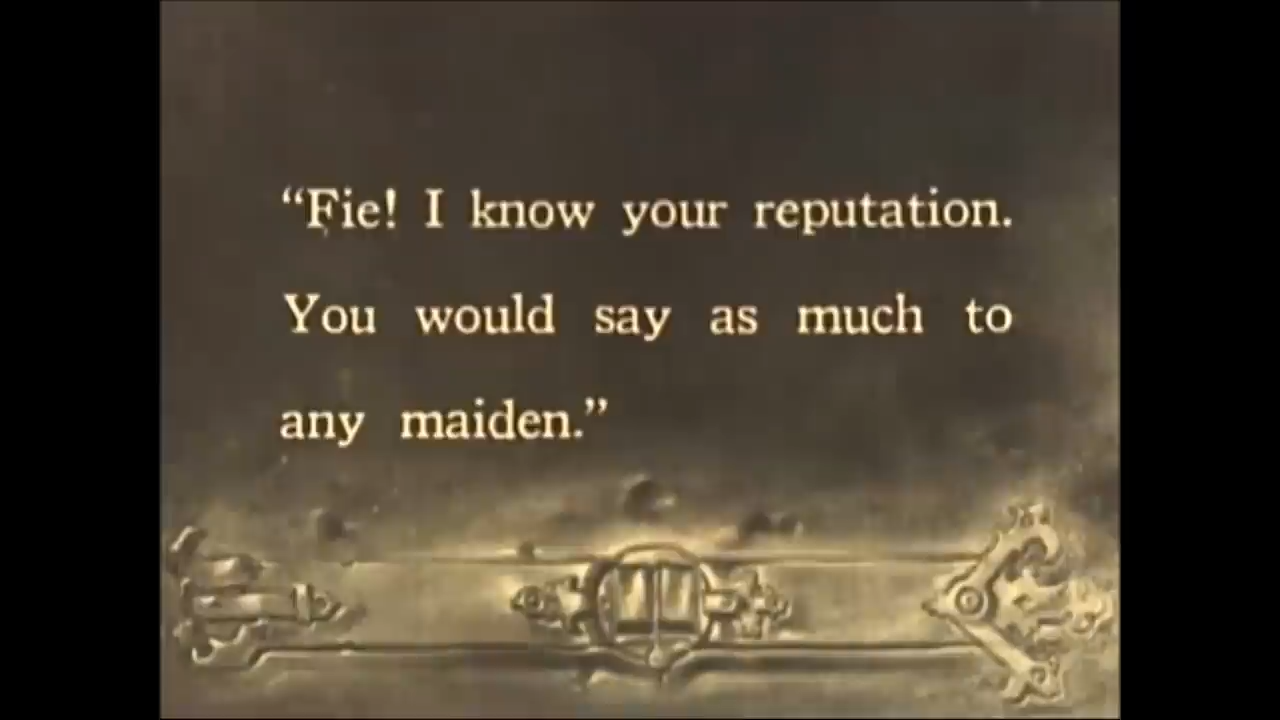 “Fie! I know your reputation.
You would say as much to
any maiden.”